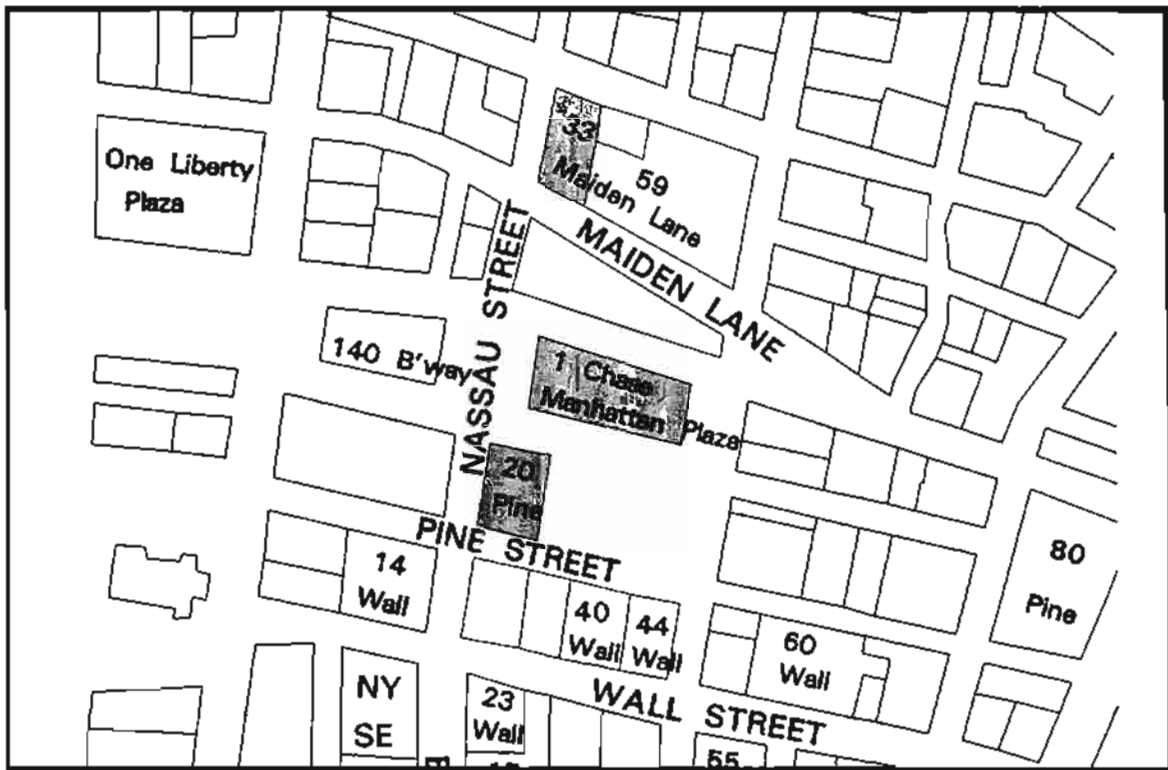 One Liberty
Plaza
33
Maiden Lane
59
MAIDEN LANE
NASSAU STREET
140 B'way
1 Chase
Manhattan Plaza
20
Pine
PINE STREET
14
Wall
40
Wall
44
Wall
60
Wall
80
Pine
NY
SE
23
Wall
WALL STREET
55